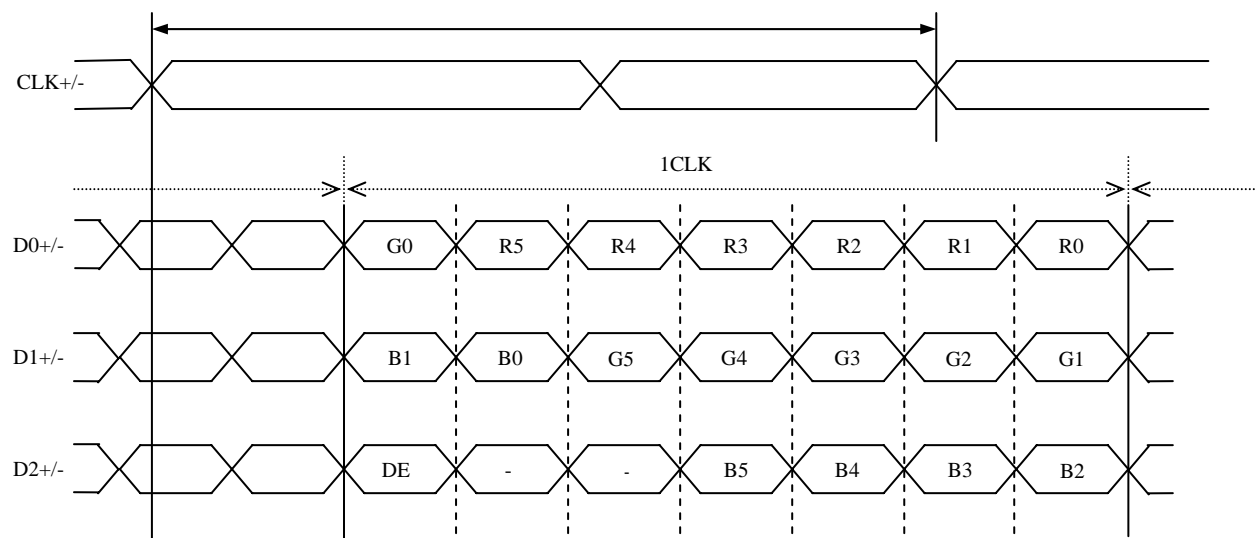 CLK+/-
1CLK
D0+/- G0 R5 R4 R3 R2 R1 R0
D1+/- B1 B0 G5 G4 G3 G2 G1
D2+/- DE - - B5 B4 B3 B2